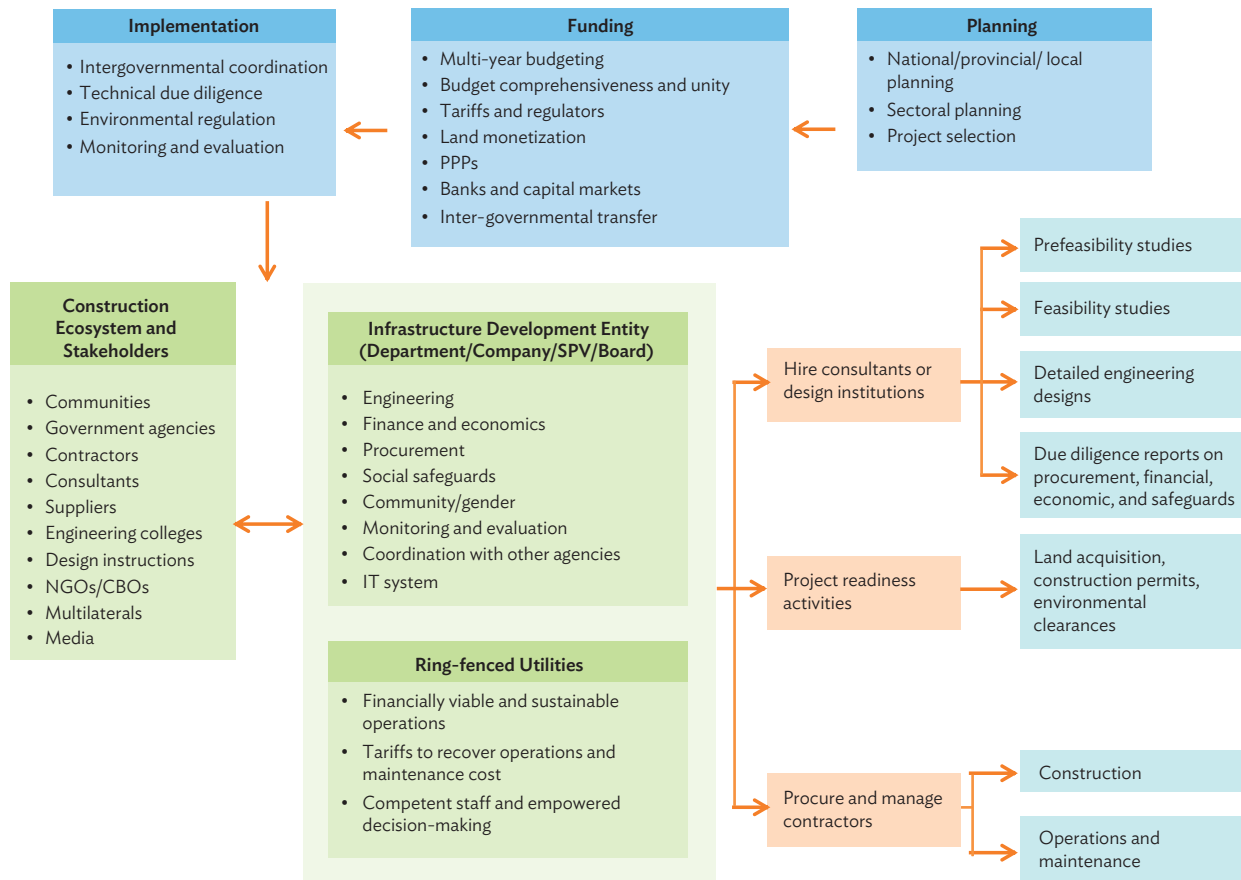 Implementation
• Intergovernmental coordination
• Technical due diligence
• Environmental regulation
• Monitoring and evaluation
Funding
• Multi-year budgeting
• Budget comprehensiveness and unity
• Tariffs and regulators
• Land monetization
• PPPs
• Banks and capital markets
• Inter-governmental transfer
Planning
• National/provincial/ local
planning
• Sectoral planning
• Project selection
Construction
Ecosystem and
Stakeholders
• Communities
• Government agencies
• Contractors
• Consultants
• Suppliers
• Engineering colleges
• Design instructions
• NGOs/CBOs
• Multilaterals
• Media
Infrastructure Development Entity
(Department/Company/SPV/Board)
• Engineering
• Finance and economics
• Procurement
• Social safeguards
• Community/gender
• Monitoring and evaluation
• Coordination with other agencies
• IT system
Ring-fenced Utilities
• Financially viable and sustainable
operations
• Tariffs to recover operations and
maintenance cost
• Competent staff and empowered
decision-making
Hire consultants or
design institutions
Prefeasibility studies
Feasibility studies
Detailed engineering
designs
Due diligence reports on
procurement, financial,
economic, and safeguards
Project readiness
activities
Land acquisition,
construction permits,
environmental
clearances
Procure and manage
contractors
Construction
Operations and
maintenance